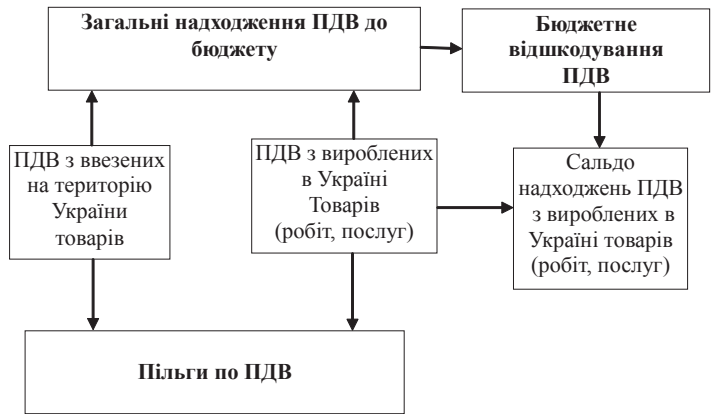 Загальні надходження ПДВ до
бюджету
Бюджетне
відшкодування
ПДВ
ПДВ з ввезених
на територію
України
товарів
ПДВ з вироблених
в Україні
Товарів
(робіт, послуг)
Сальдо
надходжень ПДВ
з вироблених в
Україні товарів
(робіт, послуг)
Пільги по ПДВ